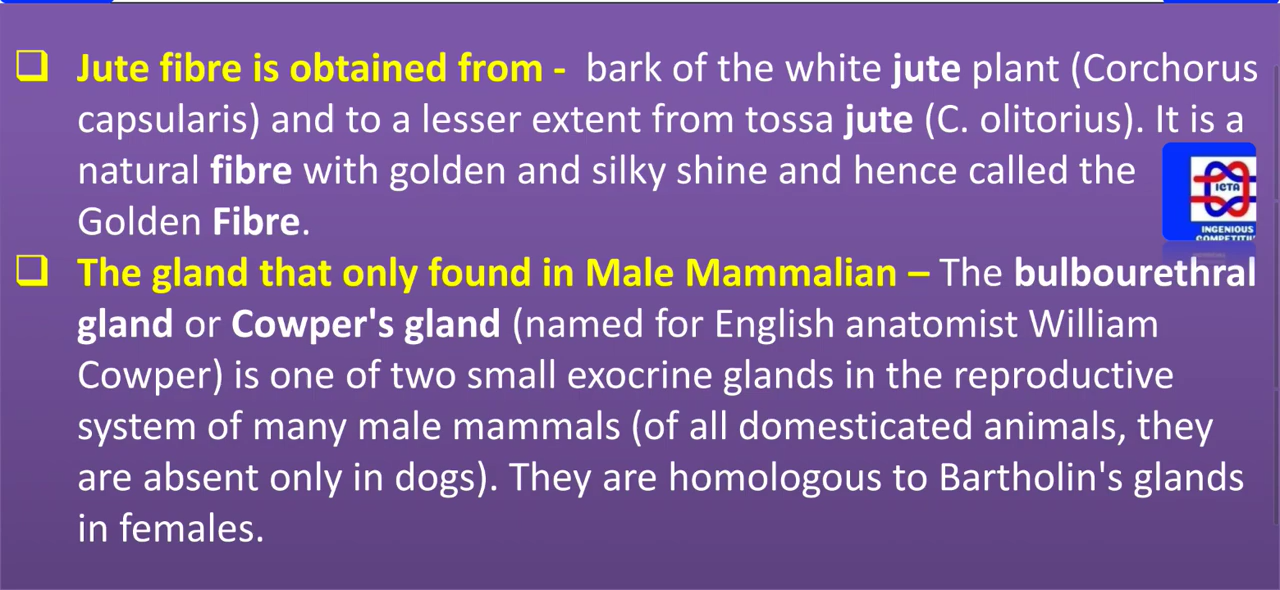 ❑ Jute fibre is obtained from - bark of the white jute plant (Corchorus
capsularis) and to a lesser extent from tossa jute (C. olitorius). It is a
natural fibre with golden and silky shine and hence called the
Golden Fibre.
ICTA
INGENIOUS
❑ The gland that only found in Male Mammalian – The bulbourethral
gland or Cowper's gland (named for English anatomist William
Cowper) is one of two small exocrine glands in the reproductive
system of many male mammals (of all domesticated animals, they
are absent only in dogs). They are homologous to Bartholin's glands
in females.